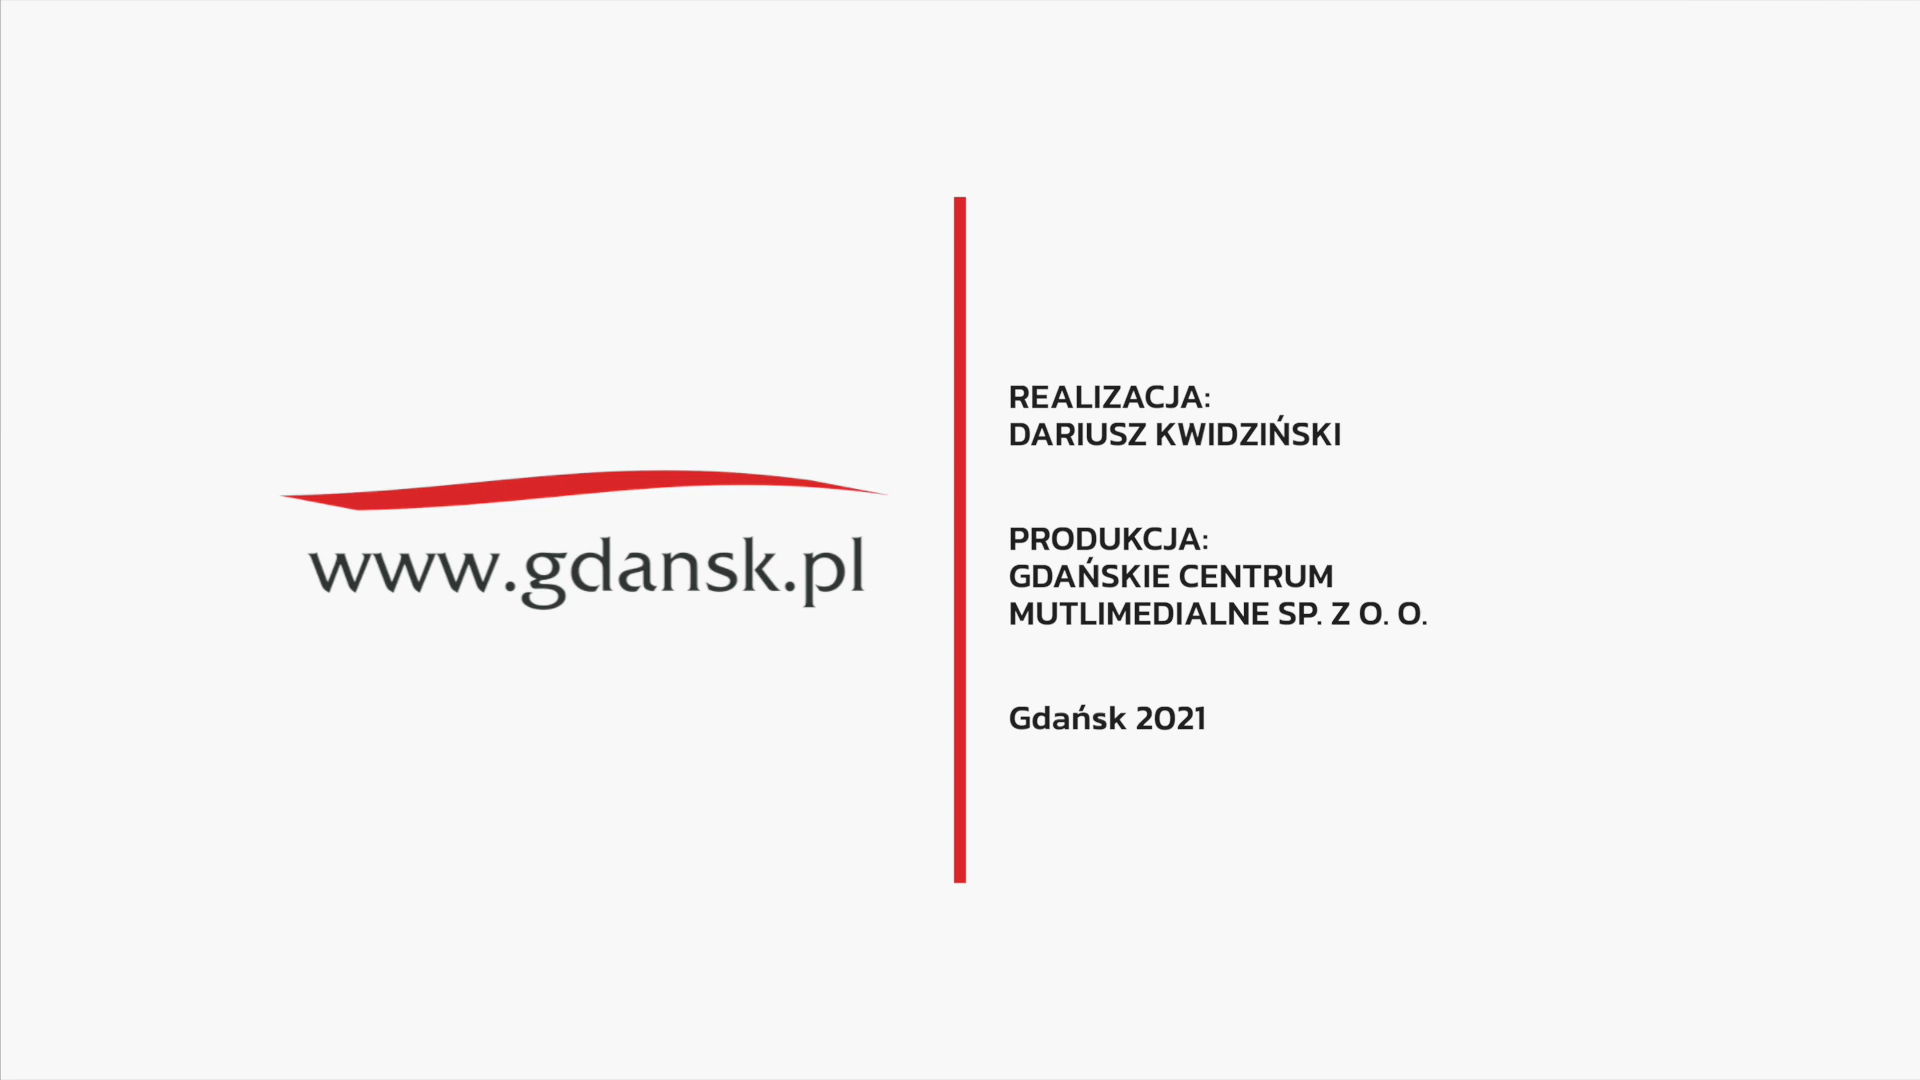 www.gdansk.pl
REALIZACJA:
DARIUSZ KWIDZIŃSKI
PRODUKCJA:
GDAŃSKIE CENTRUM
MUTLIMEDIALNE SP. Z O. O.
Gdańsk 2021